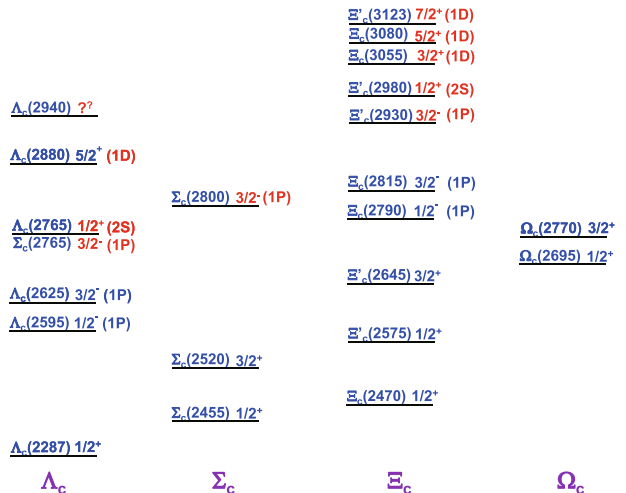 Ξ'c(3123) 7/2⁺ (1D)
Ξc(3080) 5/2⁺ (1D)
Ξc(3055) 3/2⁺ (1D)
Ξ'c(2980) 1/2⁺ (2S)
Λc(2940) ??
Ξ'c(2930) 3/2⁻ (1P)
Λc(2880) 5/2⁺ (1D)
Σc(2800) 3/2⁻ (1P)
Ξc(2815) 3/2⁻ (1P)
Ξc(2790) 1/2⁻ (1P)
Λc(2765) 1/2⁺ (2S)
Σc(2765) 3/2⁻ (1P)
Ωc(2770) 3/2⁺
Ωc(2695) 1/2⁺
Ξ'c(2645) 3/2⁺
Λc(2625) 3/2⁻ (1P)
Λc(2595) 1/2⁻ (1P)
Ξ'c(2575) 1/2⁺
Σc(2520) 3/2⁺
Ξc(2470) 1/2⁺
Σc(2455) 1/2⁺
Λc(2287) 1/2⁺
Λc Σc Ξc Ωc